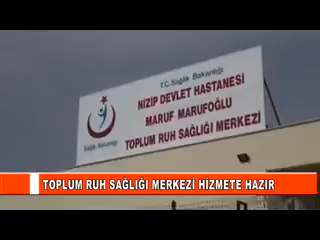 T.C. Sağlık Bakanlığı
NİZİP DEVLET HASTANESİ
MARUF MARUFOĞLU
TOPLUM RUH SAĞLIĞI MERKEZİ
Sağlık Bakanlığı
TOPLUM RUH SAĞLIĞI MERKEZİ HİZMETE HAZIR